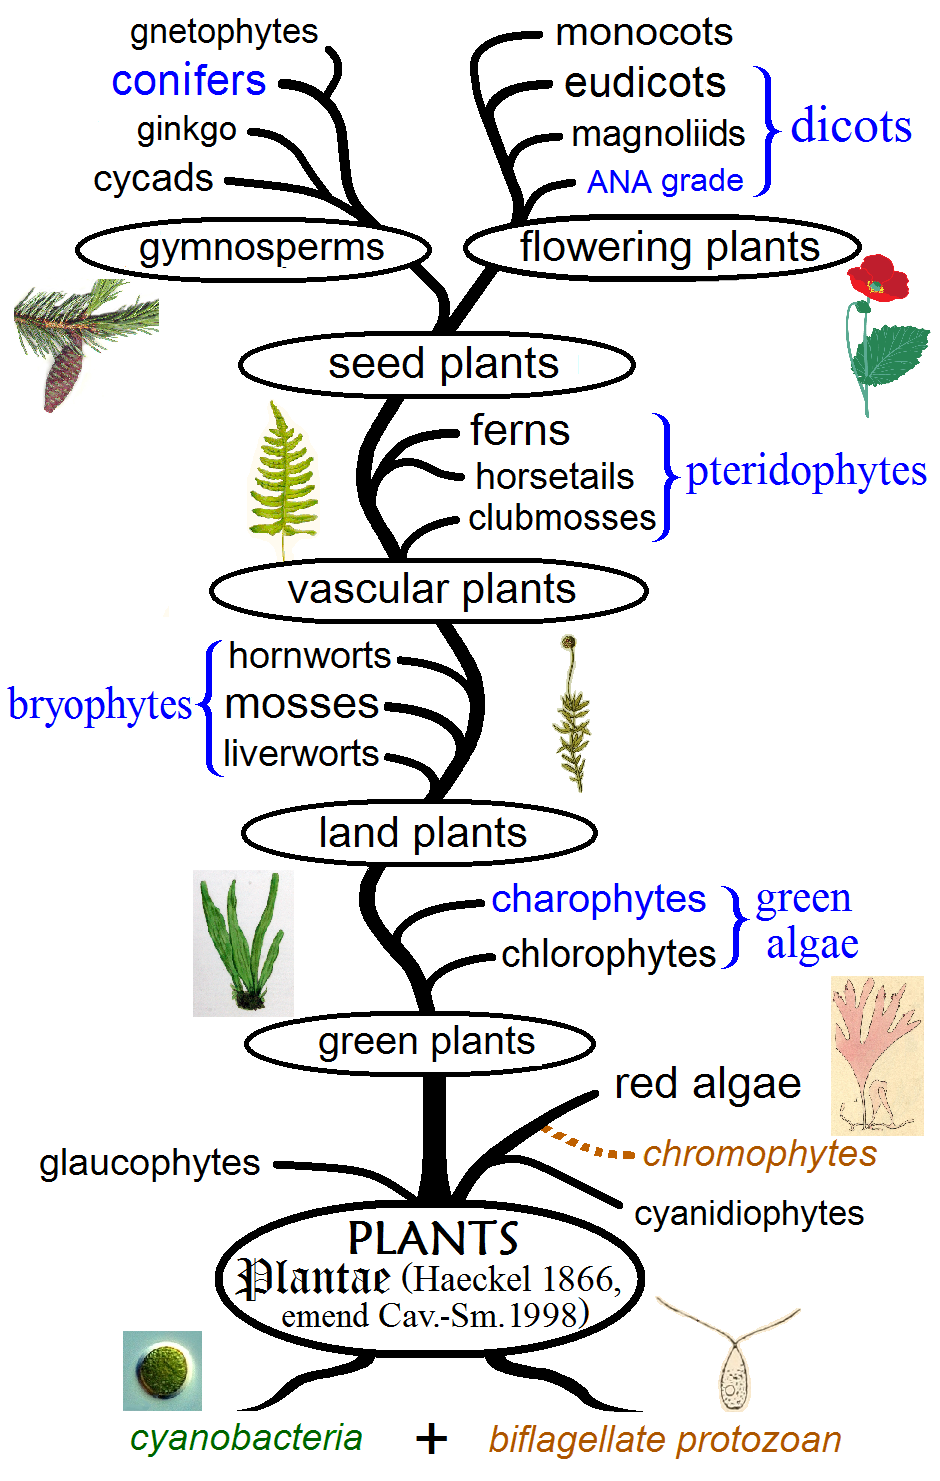 gnetophytes
conifers
ginkgo
cycads
monocots
eudicots
magnoliids
ANA grade
dicots
gymnosperms
flowering plants
seed plants
ferns
horsetails
clubmosses
pteridophytes
vascular plants
hornworts
mosses
liverworts
bryophytes
land plants
charophytes
chlorophytes
green
algae
green plants
red algae
chromophytes
glaucophytes
cyanidiophytes
PLANTS
Plantae (Haeckel 1866,
emend Cav.-Sm.1998)
cyanobacteria + biflagellate protozoan